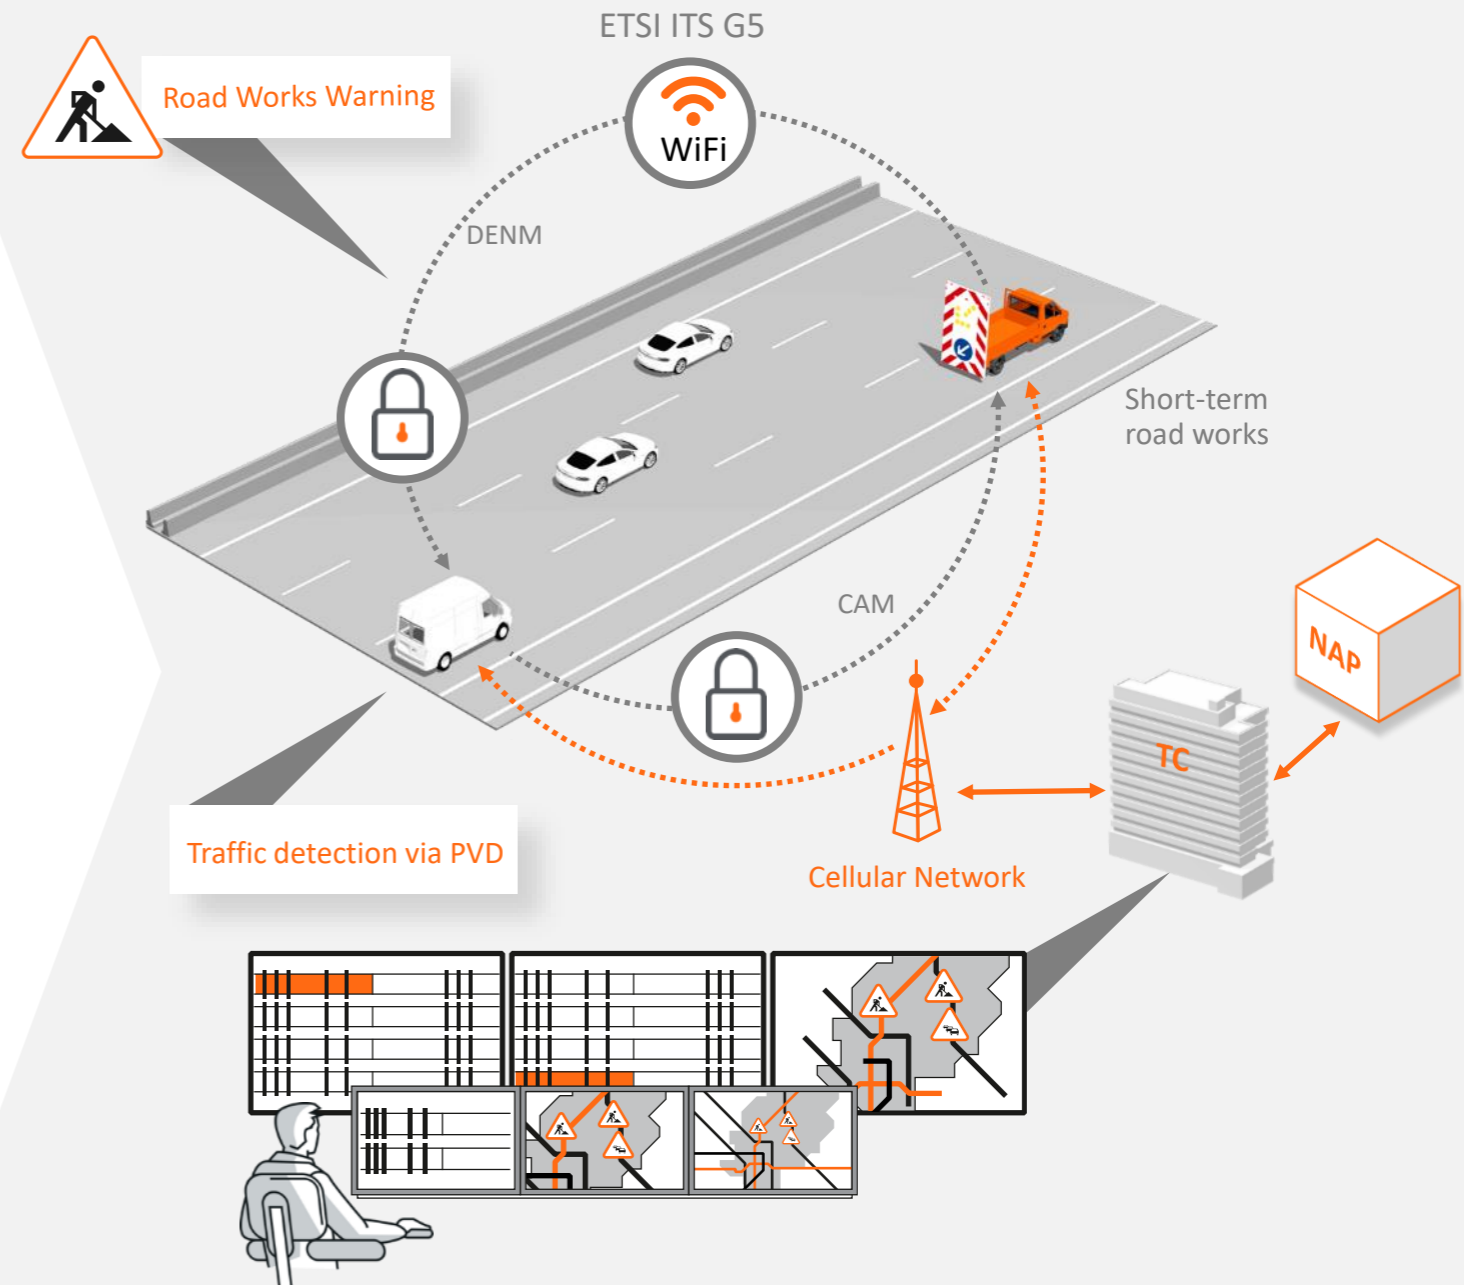 ETSI ITS G5
Road Works Warning
WiFi
DENM
Short-term
road works
CAM
NAP
TC
Traffic detection via PVD
Cellular Network